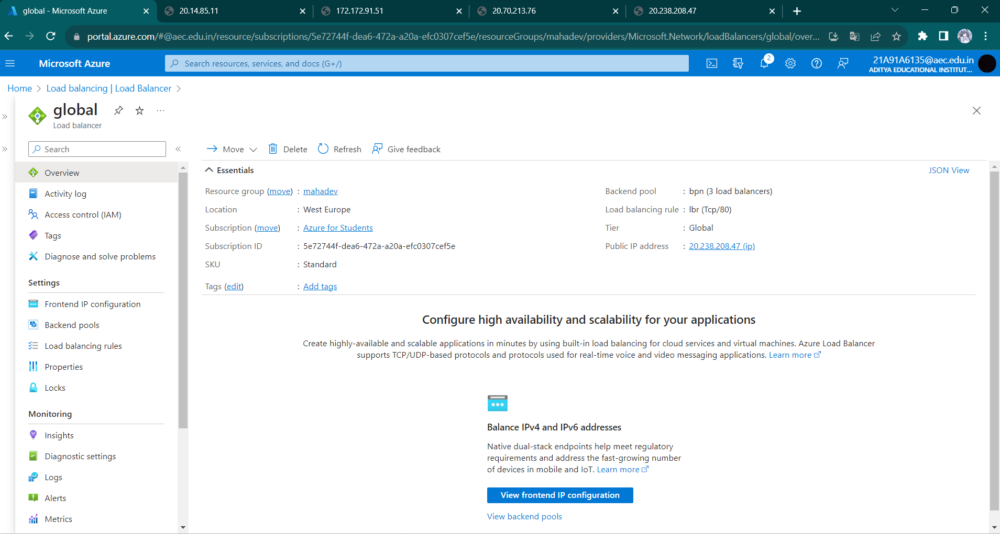 global - Microsoft Azure
20.14.85.11
172.172.91.51
20.70.213.76
20.238.208.47
portal.azure.com/#@aec.edu.in/resource/subscriptions/5e72744f-dea6-472a-a20a-efc0307cef5e/resourceGroups/mahadev/providers/Microsoft.Network/loadBalancers/global/over...
Microsoft Azure
Search resources, services, and docs (G+/)
2
21A91A6135@aec.edu.in
ADITYA EDUCATIONAL INSTITUT...
Home > Load balancing | Load Balancer >
global
Load balancer
Search
Overview
Activity log
Access control (IAM)
Tags
Diagnose and solve problems
Settings
Frontend IP configuration
Backend pools
Load balancing rules
Properties
Locks
Monitoring
Insights
Diagnostic settings
Logs
Alerts
Metrics
Move
Delete
Refresh
Give feedback
Essentials
JSON View
Resource group (move) : mahadev
Location : West Europe
Subscription (move) : Azure for Students
Subscription ID : 5e72744f-dea6-472a-a20a-efc0307cef5e
SKU : Standard
Tags (edit) : Add tags
Backend pool : bpn (3 load balancers)
Load balancing rule : lbr (Tcp/80)
Tier : Global
Public IP address : 20.238.208.47 (ip)
Configure high availability and scalability for your applications
Create highly-available and scalable applications in minutes by using built-in load balancing for cloud services and virtual machines. Azure Load Balancer
supports TCP/UDP-based protocols and protocols used for real-time voice and video messaging applications. Learn more
Balance IPv4 and IPv6 addresses
Native dual-stack endpoints help meet regulatory
requirements and address the fast-growing number
of devices in mobile and IoT. Learn more
View frontend IP configuration
View backend pools